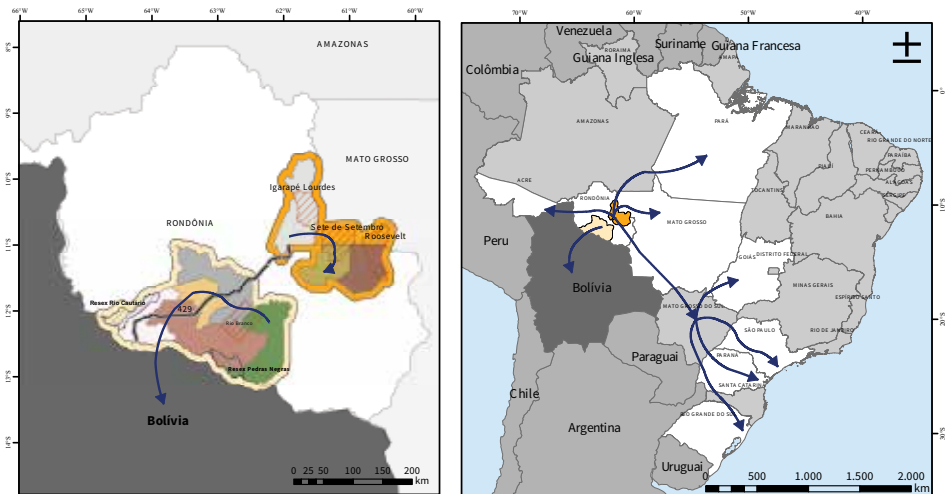 66°W
65°W
64°W
63°W
62°W
61°W
60°W
8°S
9°S
10°S
11°S
12°S
13°S
14°S
AMAZONAS
MATO GROSSO
Igarapé Lourdes
RONDÔNIA
Sete de Setembro
Roosevelt
Resex Rio Cautário
429
Rio Branco
Resex Pedras Negras
Bolívia
0 25 50 100 150 200
km
70°W
60°W
50°W
40°W
0°
10°S
20°S
30°S
Venezuela
Suriname
Guiana Francesa
RORAIMA
Guiana Inglesa
AMAPÁ
Colômbia
AMAZONAS
PARÁ
MARANHÃO
CEARÁ
RIO GRANDE DO NORTE
PARAÍBA
PIAUÍ
PERNAMBUCO
ALAGOAS
SERGIPE
ACRE
TOCANTINS
RONDÔNIA
BAHIA
MATO GROSSO
Peru
GOIÁS
DISTRITO FEDERAL
Bolívia
MINAS GERAIS
ESPÍRITO SANTO
MATO GROSSO DO SUL
SÃO PAULO
RIO DE JANEIRO
Paraguai
PARANÁ
SANTA CATARINA
Chile
RIO GRANDE DO SUL
Argentina
Uruguai
0 500 1.000 1.500 2.000
km